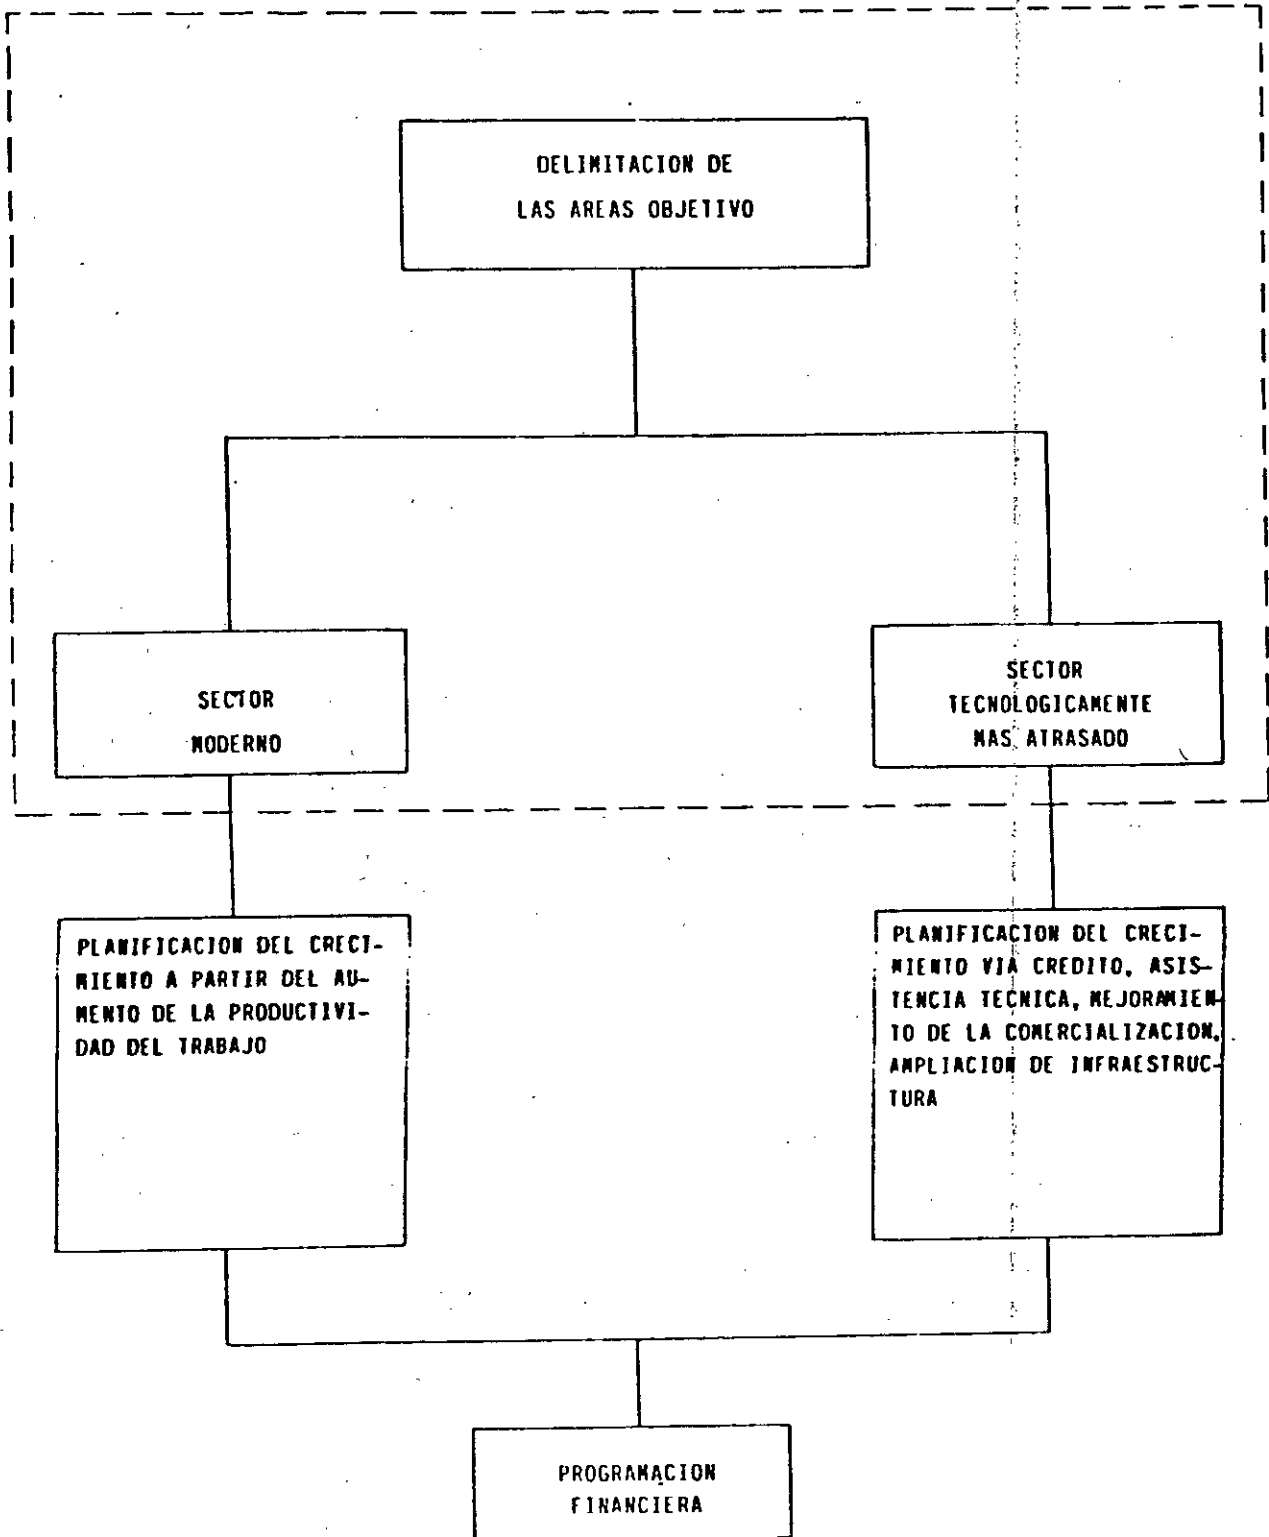 DELIMITACION DE
LAS AREAS OBJETIVO
SECTOR
MODERNO
SECTOR
TECNOLOGICAMENTE
MAS ATRASADO
PLANIFICACION DEL CRECI-
MIENTO A PARTIR DEL AU-
MENTO DE LA PRODUCTIVI-
DAD DEL TRABAJO
PLANIFICACION DEL CRECI-
MIENTO VIA CREDITO, ASIS-
TENCIA TECNICA, MEJORAMIEN-
TO DE LA COMERCIALIZACION,
AMPLIACION DE INFRAESTRUC-
TURA
PROGRAMACION
FINANCIERA